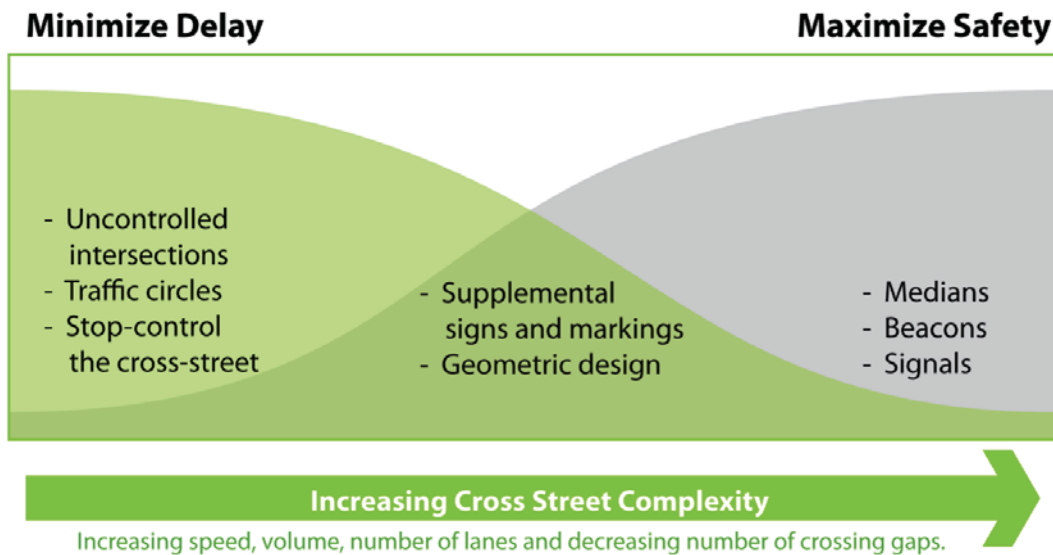 Minimize Delay
Maximize Safety
- Uncontrolled
intersections
- Traffic circles
- Stop-control
the cross-street
- Supplemental
signs and markings
- Geometric design
- Medians
- Beacons
- Signals
Increasing Cross Street Complexity
Increasing speed, volume, number of lanes and decreasing number of crossing gaps.